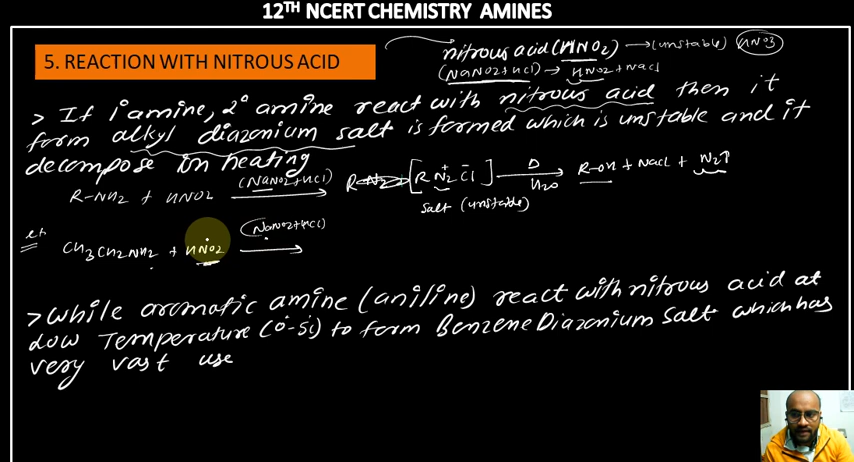 12TH NCERT CHEMISTRY AMINES
5. REACTION WITH NITROUS ACID
nitrous acid (HNO2) → (unstable) HNO3
(NaNO2+HCl) → HNO2 + NaCl
> If 1° amine, 2° amine react with nitrous acid then it
form alkyl diazonium salt is formed which is unstable and it
decompose on heating
R-NH2 + HNO2 (NaNO2+HCl) → [R N2+ Cl-] Δ H2O → R-OH + NaCl + N2↑
Salt (unstable)
ex CH3CH2NH2 + HNO2 (NaNO2+HCl) →
> While aromatic amine (aniline) react with nitrous acid at
Low Temperature (0°-5°C) to form Benzene Diazonium Salt which has
very vast use